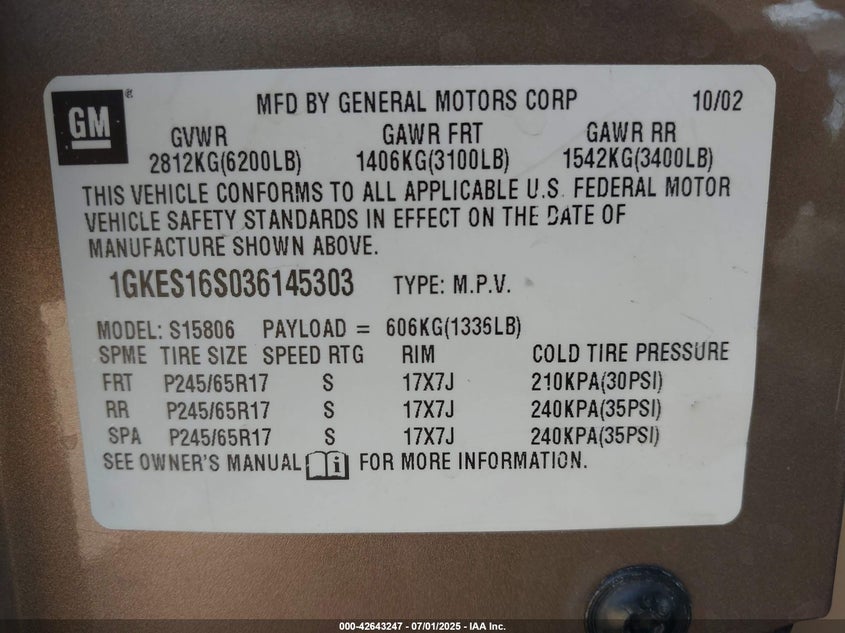 GM ®
MFD BY GENERAL MOTORS CORP 10/02
GVWR GAWR FRT GAWR RR
2812KG(6200LB) 1406KG(3100LB) 1542KG(3400LB)
THIS VEHICLE CONFORMS TO ALL APPLICABLE U.S. FEDERAL MOTOR
VEHICLE SAFETY STANDARDS IN EFFECT ON THE DATE OF
MANUFACTURE SHOWN ABOVE.
1GKES16S036145303 TYPE: M.P.V.
MODEL: S15806 PAYLOAD = 606KG(1336LB)
SPME TIRE SIZE SPEED RTG RIM COLD TIRE PRESSURE
FRT P245/65R17 S 17X7J 210KPA(30PSI)
RR P245/65R17 S 17X7J 240KPA(35PSI)
SPA P245/65R17 S 17X7J 240KPA(35PSI)
SEE OWNER'S MANUAL i FOR MORE INFORMATION.
000-42643247 - 07/01/2025 - IAA Inc.